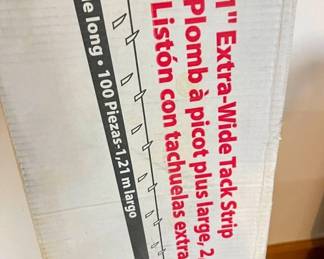 1" Extra-Wide Tack Strip
Plomb à picot plus large, 2
Listón con tachuelas extra
e long • 100 Piezas-1,21 m largo